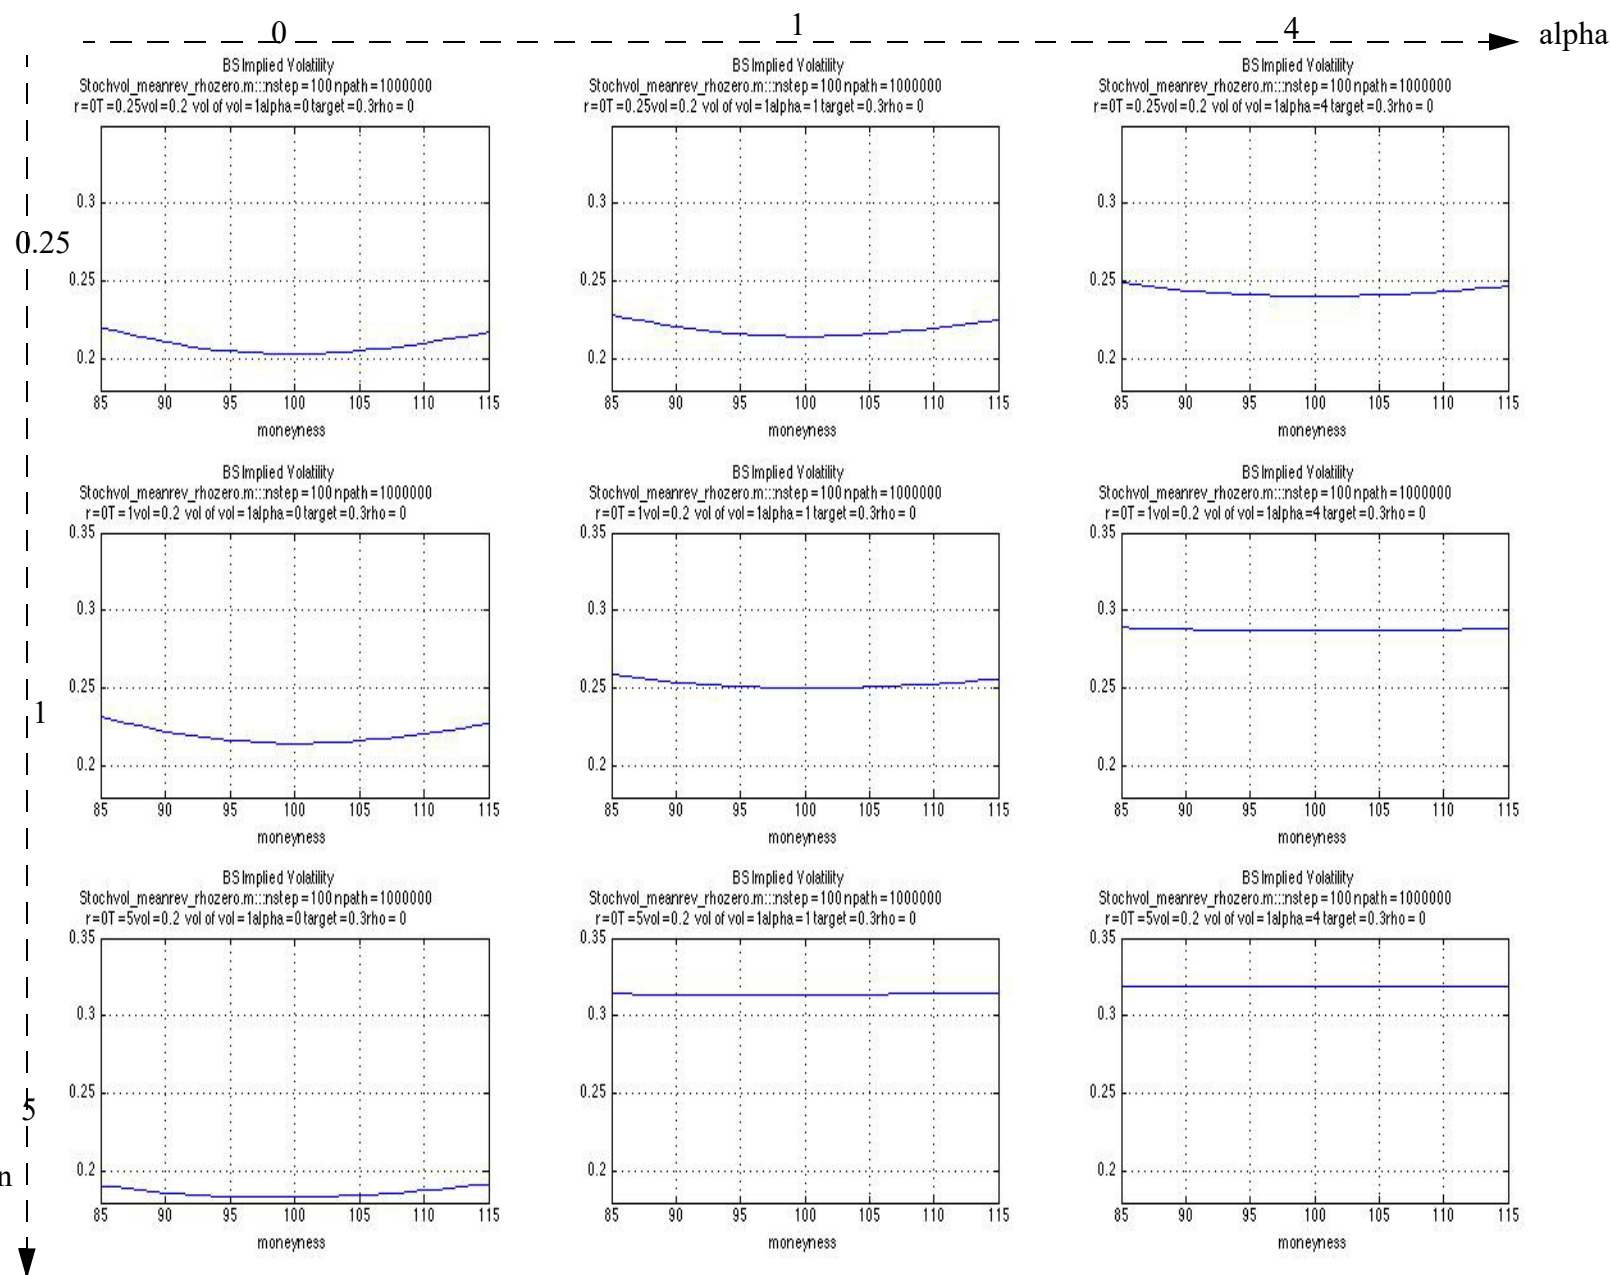 0 1 4 alpha
BS Implied Volatility
Stochvol_meanrev_rhozero.m:::nstep=100 npath=1000000
r=0T=0.25vol=0.2 vol of vol=1alpha=0 target=0.3rho = 0
0.3
0.25
0.2
85 90 95 100 105 110 115
moneyness
BS Implied Volatility
Stochvol_meanrev_rhozero.m:::nstep=100 npath=1000000
r=0T=0.25vol=0.2 vol of vol=1alpha=1 target=0.3rho = 0
0.3
0.25
0.2
85 90 95 100 105 110 115
moneyness
BS Implied Volatility
Stochvol_meanrev_rhozero.m:::nstep=100 npath=1000000
r=0T=0.25vol=0.2 vol of vol=1alpha=4 target=0.3rho = 0
0.3
0.25
0.2
85 90 95 100 105 110 115
moneyness
0.25
BS Implied Volatility
Stochvol_meanrev_rhozero.m:::nstep=100 npath=1000000
r=0T=1vol=0.2 vol of vol=1alpha=0 target=0.3rho = 0
0.35
0.3
0.25
0.2
85 90 95 100 105 110 115
moneyness
BS Implied Volatility
Stochvol_meanrev_rhozero.m:::nstep=100 npath=1000000
r=0T=1vol=0.2 vol of vol=1alpha=1 target=0.3rho = 0
0.35
0.3
0.25
0.2
85 90 95 100 105 110 115
moneyness
BS Implied Volatility
Stochvol_meanrev_rhozero.m:::nstep=100 npath=1000000
r=0T=1vol=0.2 vol of vol=1alpha=4 target=0.3rho = 0
0.35
0.3
0.25
0.2
85 90 95 100 105 110 115
moneyness
1
BS Implied Volatility
Stochvol_meanrev_rhozero.m:::nstep=100 npath=1000000
r=0T=5vol=0.2 vol of vol=1alpha=0 target=0.3rho = 0
0.35
0.3
0.25
0.2
85 90 95 100 105 110 115
moneyness
BS Implied Volatility
Stochvol_meanrev_rhozero.m:::nstep=100 npath=1000000
r=0T=5vol=0.2 vol of vol=1alpha=1 target=0.3rho = 0
0.35
0.3
0.25
0.2
85 90 95 100 105 110 115
moneyness
BS Implied Volatility
Stochvol_meanrev_rhozero.m:::nstep=100 npath=1000000
r=0T=5vol=0.2 vol of vol=1alpha=4 target=0.3rho = 0
0.35
0.3
0.25
0.2
85 90 95 100 105 110 115
moneyness
5
n